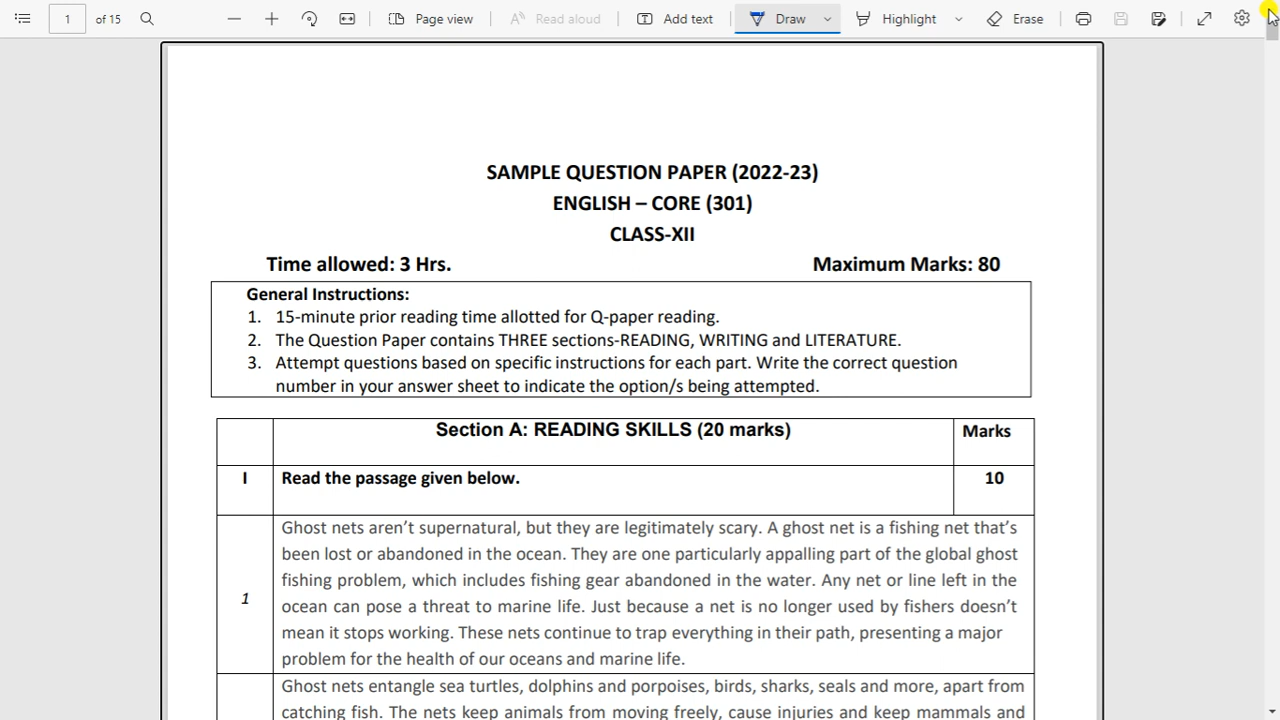 1 of 15 Page view Read aloud Add text Draw Highlight Erase
SAMPLE QUESTION PAPER (2022-23)
ENGLISH – CORE (301)
CLASS-XII
Time allowed: 3 Hrs. Maximum Marks: 80
General Instructions:
1. 15-minute prior reading time allotted for Q-paper reading.
2. The Question Paper contains THREE sections-READING, WRITING and LITERATURE.
3. Attempt questions based on specific instructions for each part. Write the correct question
number in your answer sheet to indicate the option/s being attempted.
Section A: READING SKILLS (20 marks) Marks
I Read the passage given below. 10
Ghost nets aren’t supernatural, but they are legitimately scary. A ghost net is a fishing net that’s
been lost or abandoned in the ocean. They are one particularly appalling part of the global ghost
fishing problem, which includes fishing gear abandoned in the water. Any net or line left in the
1 ocean can pose a threat to marine life. Just because a net is no longer used by fishers doesn’t
mean it stops working. These nets continue to trap everything in their path, presenting a major
problem for the health of our oceans and marine life.
Ghost nets entangle sea turtles, dolphins and porpoises, birds, sharks, seals and more, apart from
catching fish. The nets keep animals from moving freely, cause injuries and keep mammals and